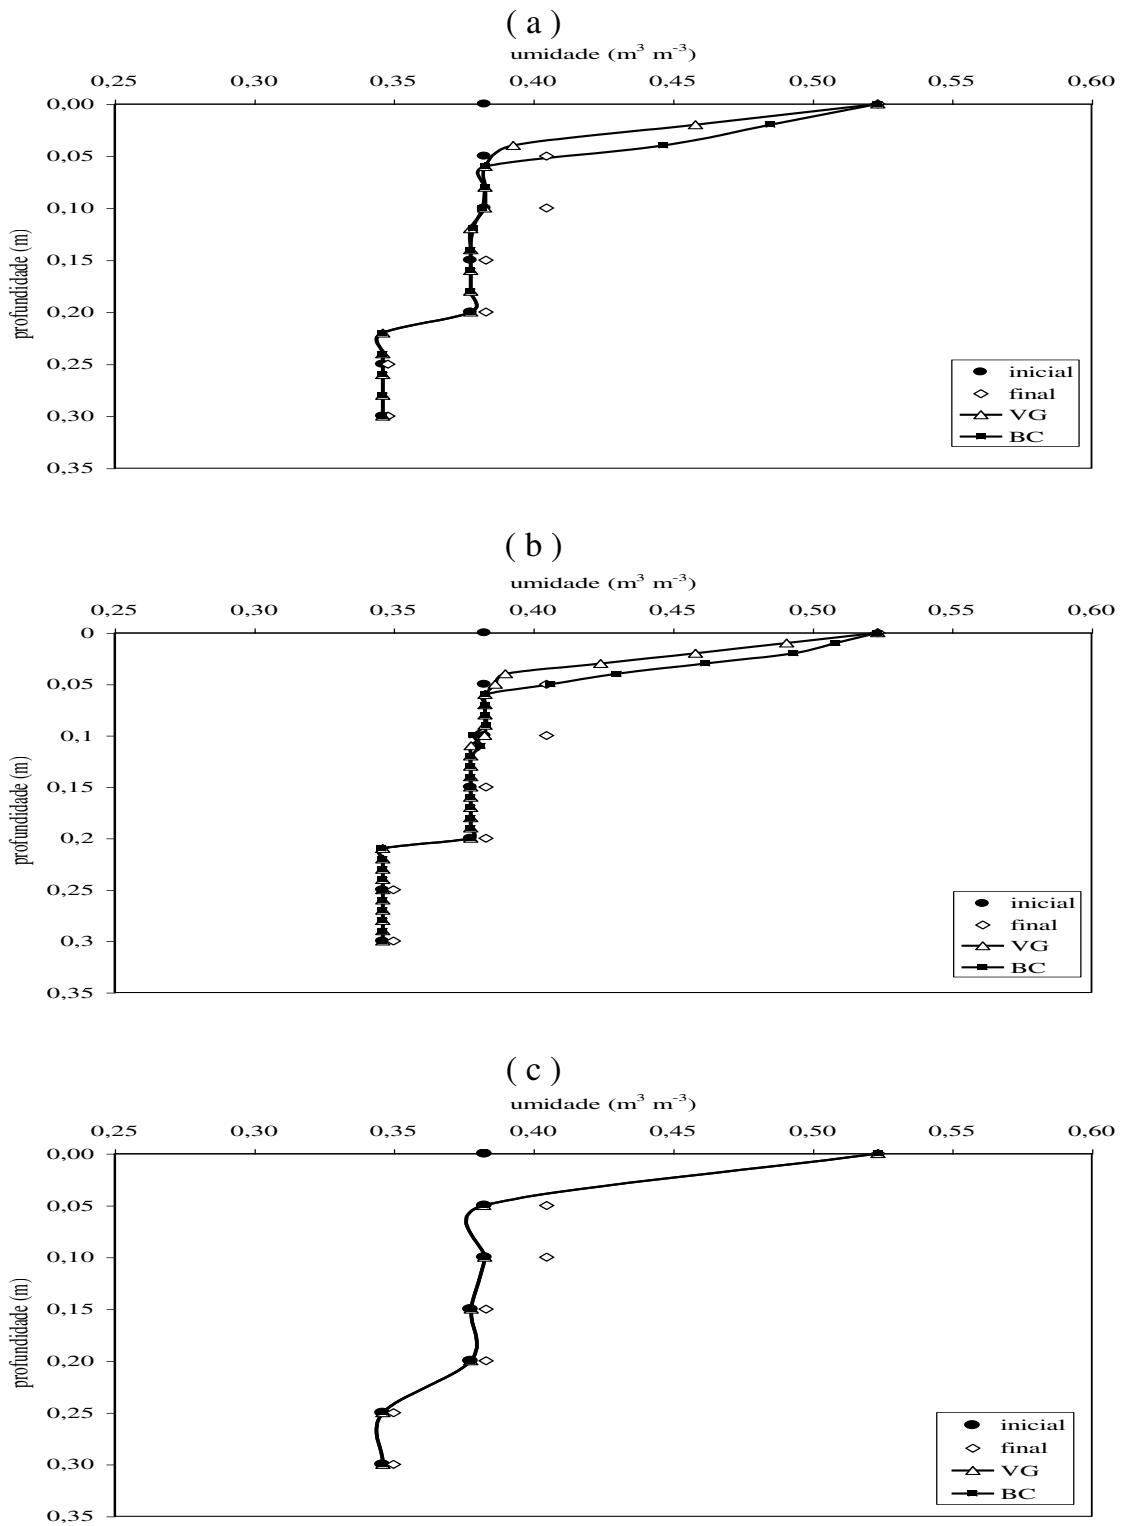 ( a )
umidade (m³ m⁻³)
0,25 0,30 0,35 0,40 0,45 0,50 0,55 0,60
0,00
0,05
0,10
0,15
0,20
0,25
0,30
0,35
profundidade (m)
inicial
final
VG
BC
( b )
umidade (m³ m⁻³)
0,25 0,30 0,35 0,40 0,45 0,50 0,55 0,60
0
0,05
0,1
0,15
0,2
0,25
0,3
0,35
profundidade (m)
inicial
final
VG
BC
( c )
umidade (m³ m⁻³)
0,25 0,30 0,35 0,40 0,45 0,50 0,55 0,60
0,00
0,05
0,10
0,15
0,20
0,25
0,30
0,35
profundidade (m)
inicial
final
VG
BC